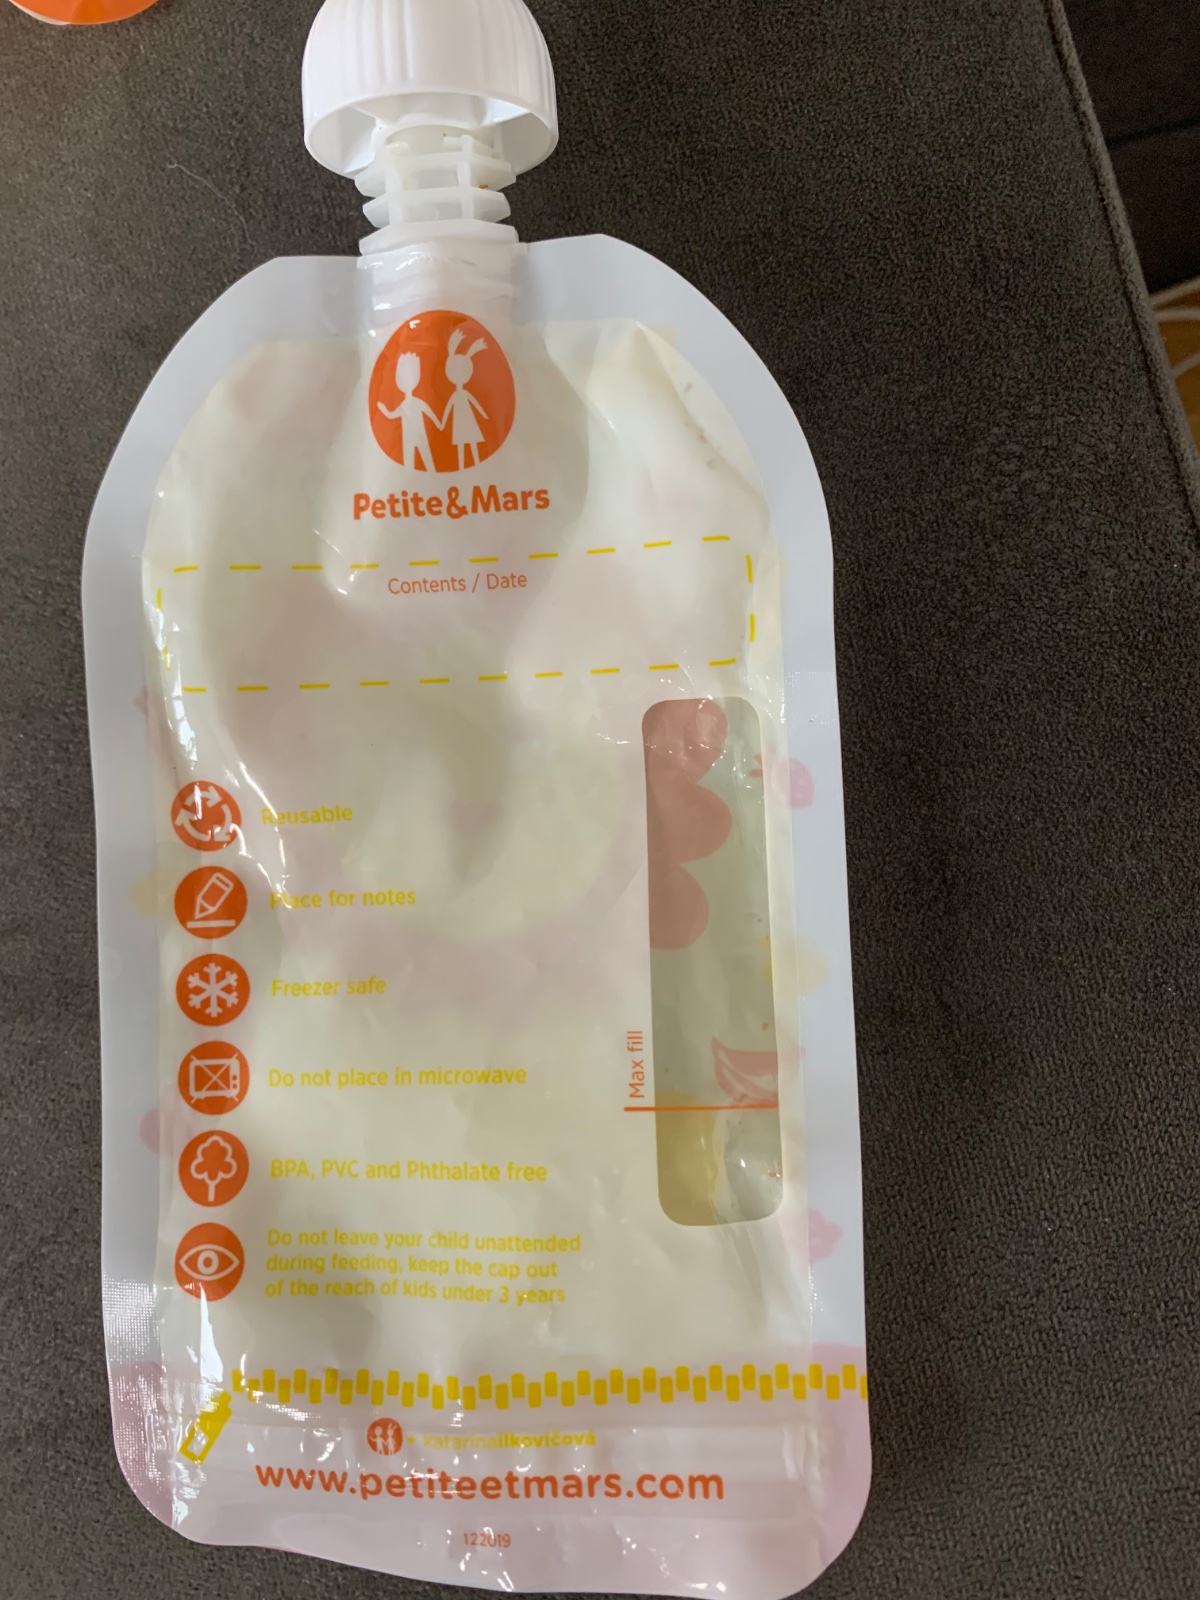 Petite&Mars
Contents / Date
Reusable
Place for notes
Freezer safe
Do not place in microwave
BPA, PVC and Phthalate free
Do not leave your child unattended
during feeding, keep the cap out
of the reach of kids under 3 years
Max fill
+ katarinailkovičová
www.petiteetmars.com
122019